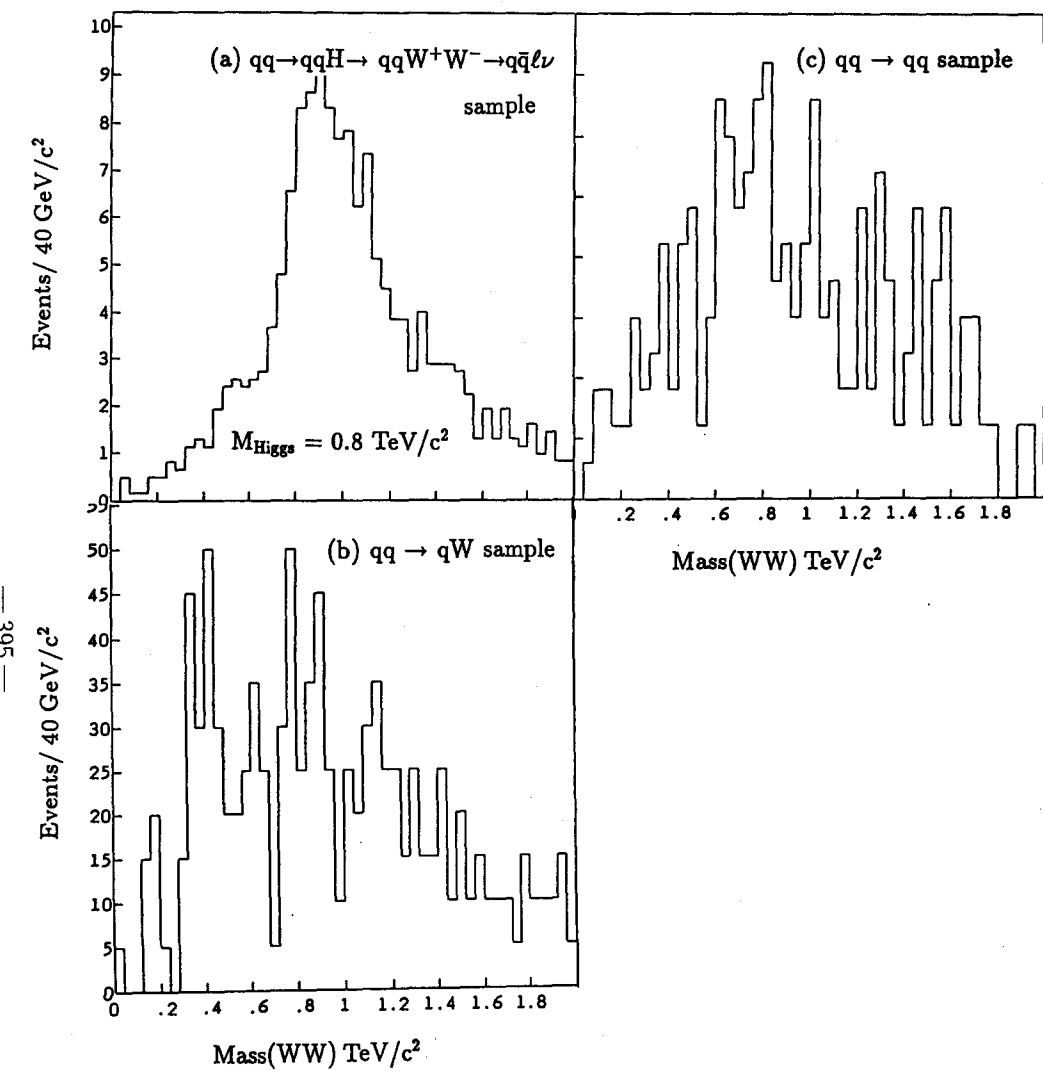 10
9
8
7
6
5
4
3
2
1
0
Events/ 40 GeV/c²
(a) qq→qqH→ qqW⁺W⁻→qq̄ℓν
sample
M_Higgs = 0.8 TeV/c²
(c) qq → qq sample
.2 .4 .6 .8 1 1.2 1.4 1.6 1.8
Mass(WW) TeV/c²
50
45
40
35
30
25
20
15
10
5
0
Events/ 40 GeV/c²
(b) qq → qW sample
0 .2 .4 .6 .8 1 1.2 1.4 1.6 1.8
Mass(WW) TeV/c²
— 395 —